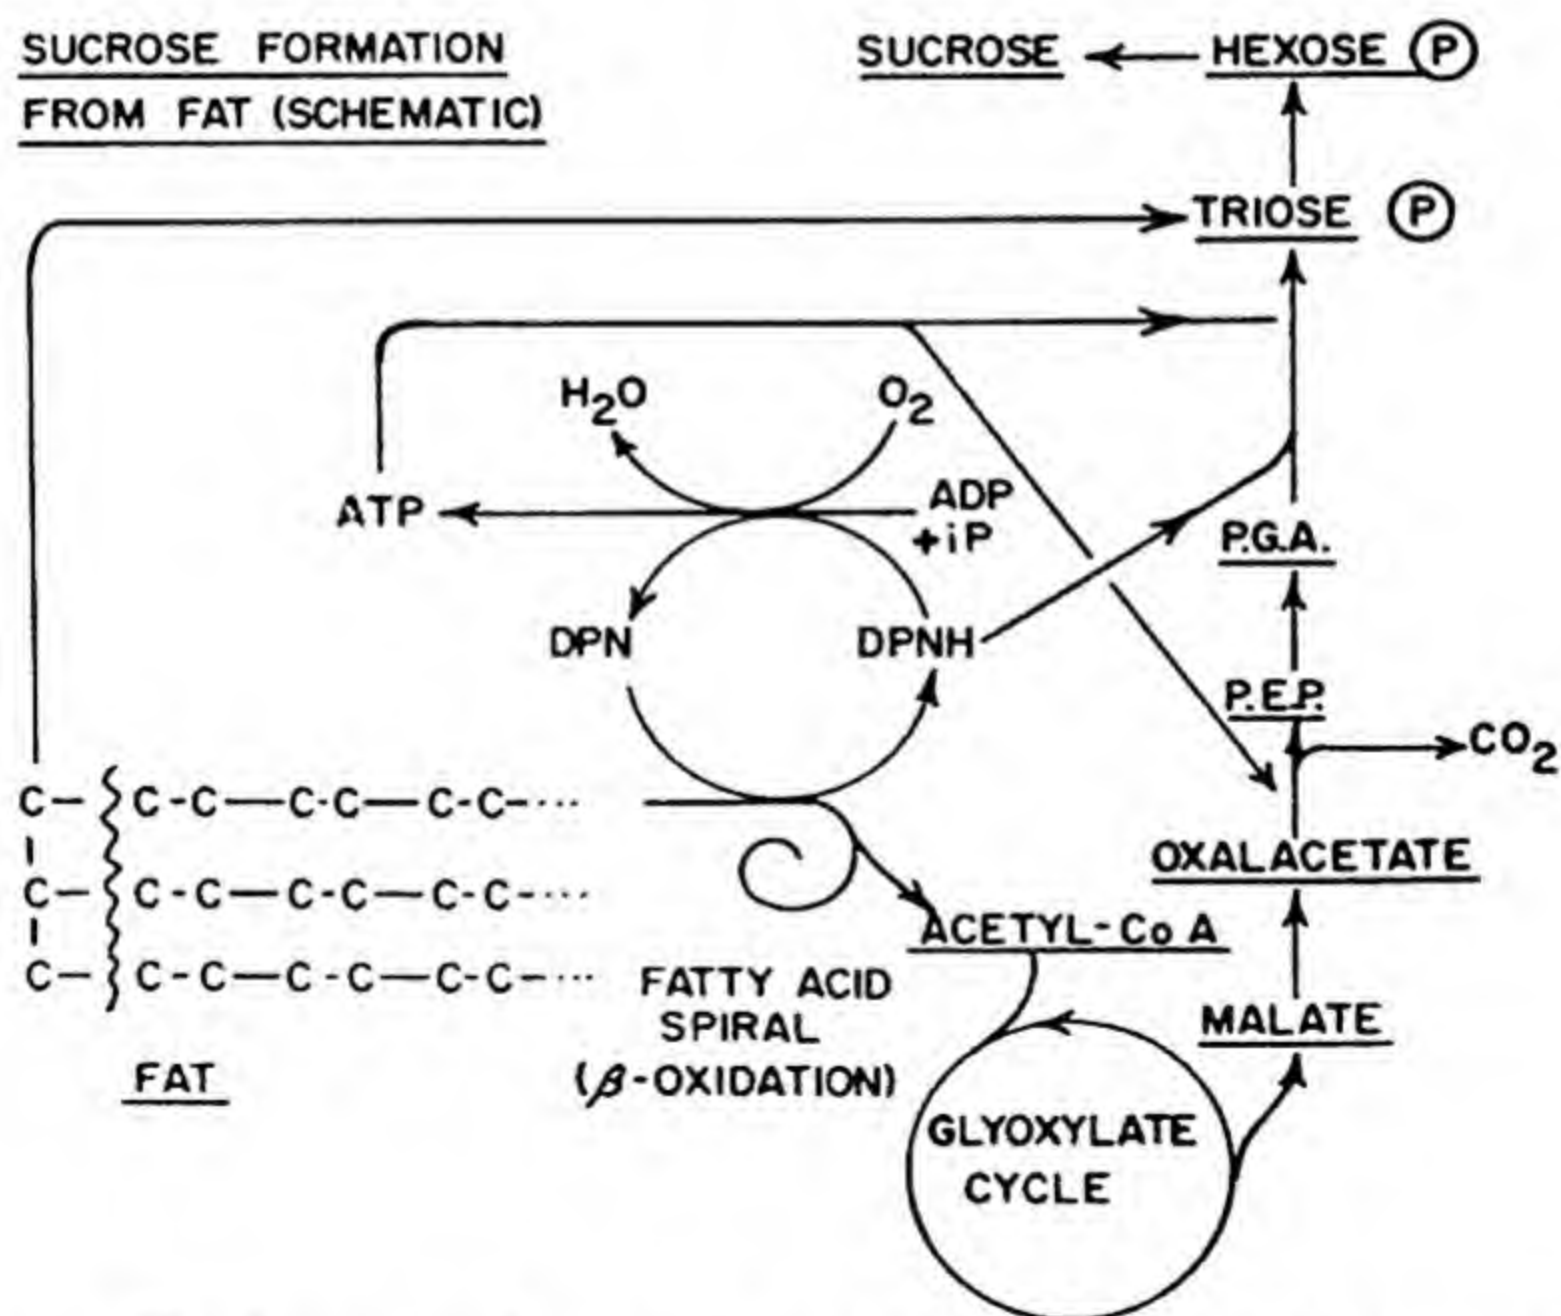 SUCROSE FORMATION
FROM FAT (SCHEMATIC)
SUCROSE
HEXOSE P
TRIOSE P
H2O
O2
ATP
ADP
+iP
P.G.A.
DPN
DPNH
P.E.P.
CO2
C- C-C—C-C—C-C-···
OXALACETATE
C- C-C—C-C—C-C-···
ACETYL-CoA
C- C-C—C-C—C-C-···
FATTY ACID
SPIRAL
(β-OXIDATION)
MALATE
FAT
GLYOXYLATE
CYCLE